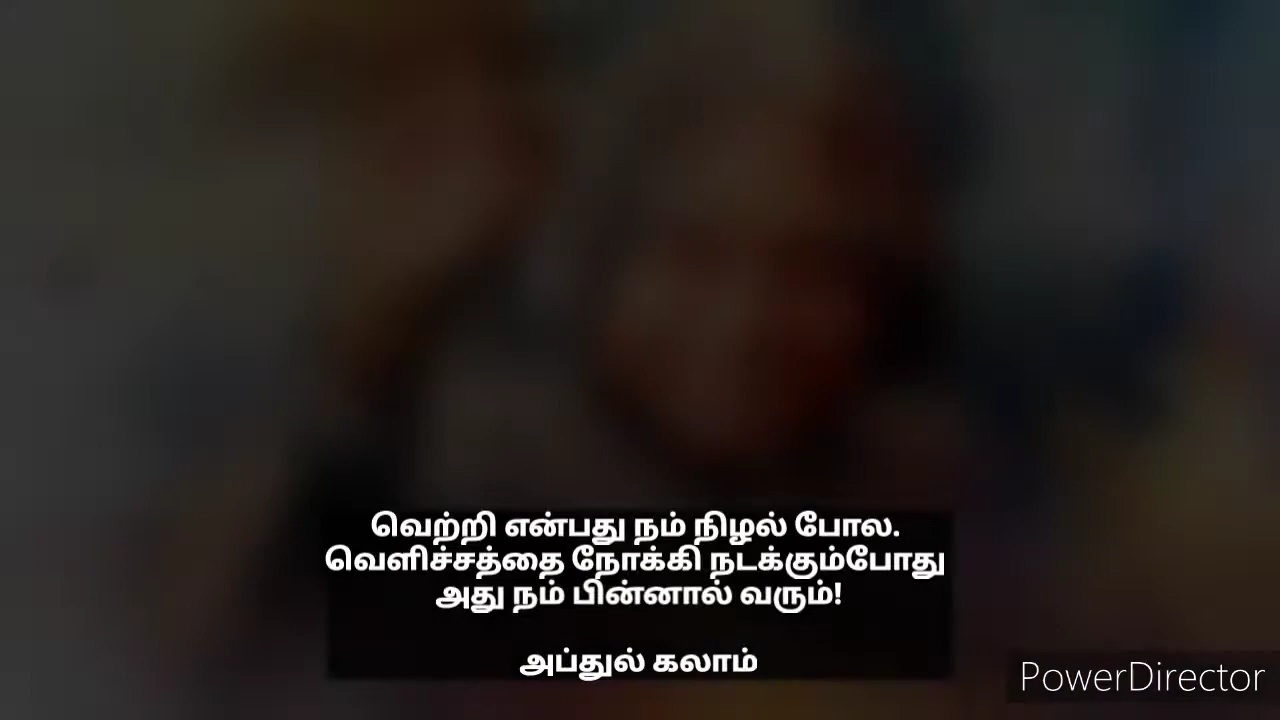 வெற்றி என்பது நம் நிழல் போல.
வெளிச்சத்தை நோக்கி நடக்கும்போது
அது நம் பின்னால் வரும்!
அப்துல் கலாம்
PowerDirector